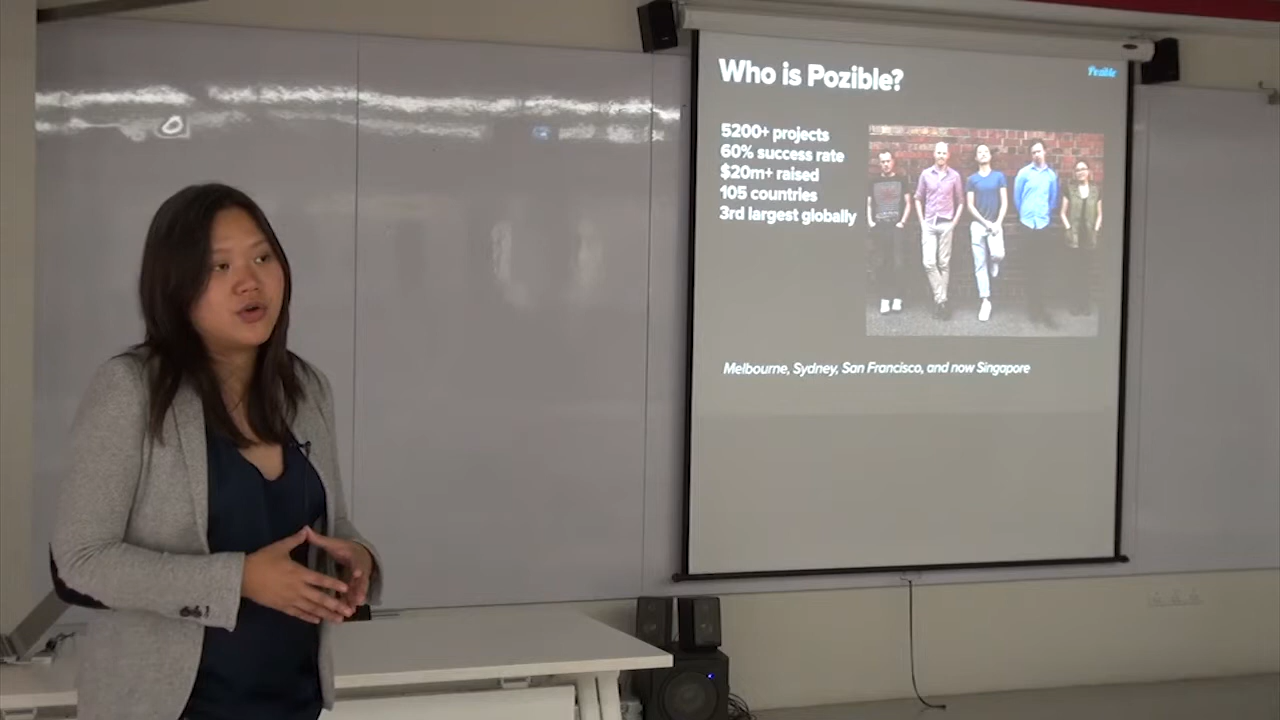 Who is Pozible?
5200+ projects
60% success rate
$20m+ raised
105 countries
3rd largest globally
Melbourne, Sydney, San Francisco, and now Singapore